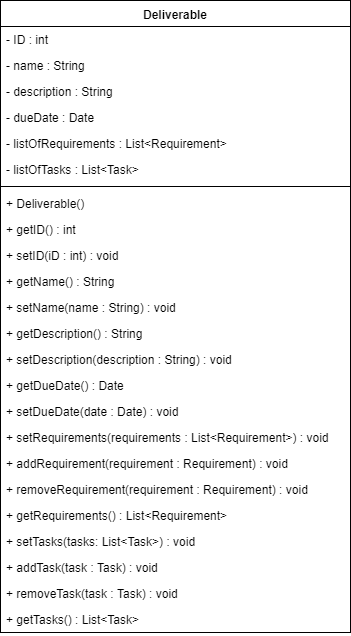 Deliverable
- ID : int
- name : String
- description : String
- dueDate : Date
- listOfRequirements : List<Requirement>
- listOfTasks : List<Task>
+ Deliverable()
+ getID() : int
+ setID(iD : int) : void
+ getName() : String
+ setName(name : String) : void
+ getDescription() : String
+ setDescription(description : String) : void
+ getDueDate() : Date
+ setDueDate(date : Date) : void
+ setRequirements(requirements : List<Requirement>) : void
+ addRequirement(requirement : Requirement) : void
+ removeRequirement(requirement : Requirement) : void
+ getRequirements() : List<Requirement>
+ setTasks(tasks: List<Task>) : void
+ addTask(task : Task) : void
+ removeTask(task : Task) : void
+ getTasks() : List<Task>